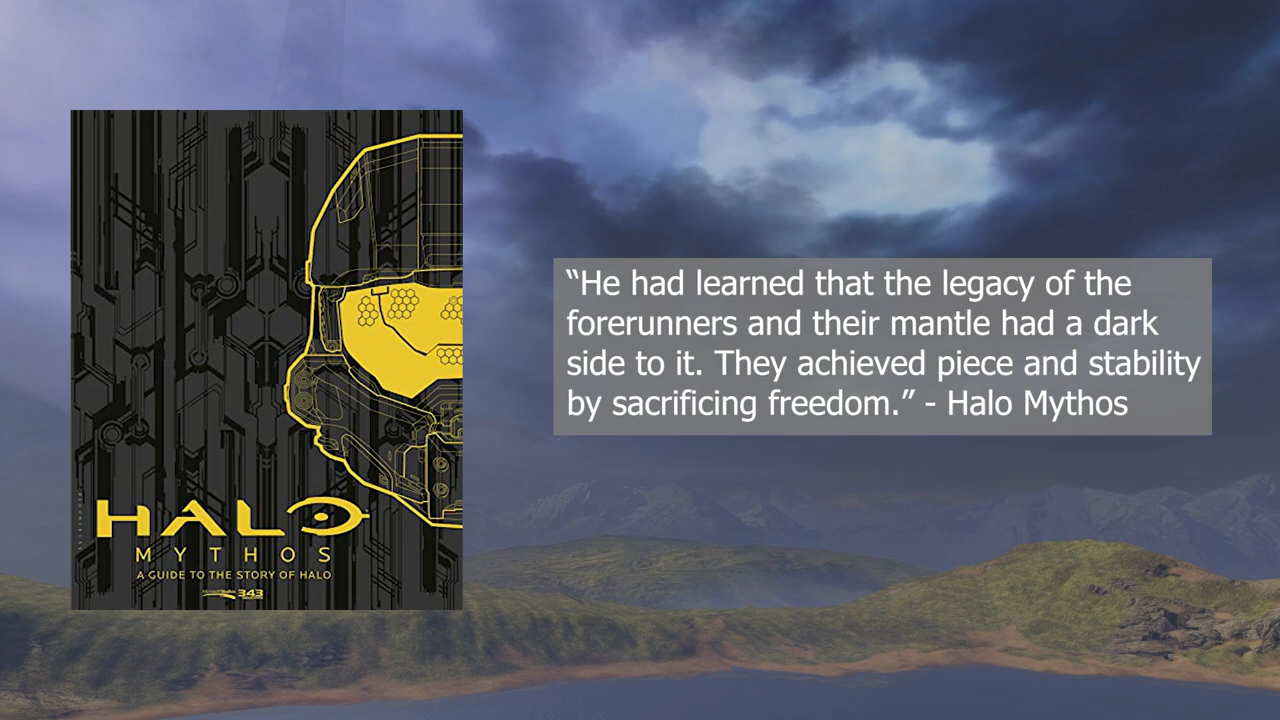 HALO
MYTHOS
A GUIDE TO THE STORY OF HALO
343
“He had learned that the legacy of the
forerunners and their mantle had a dark
side to it. They achieved piece and stability
by sacrificing freedom.” - Halo Mythos